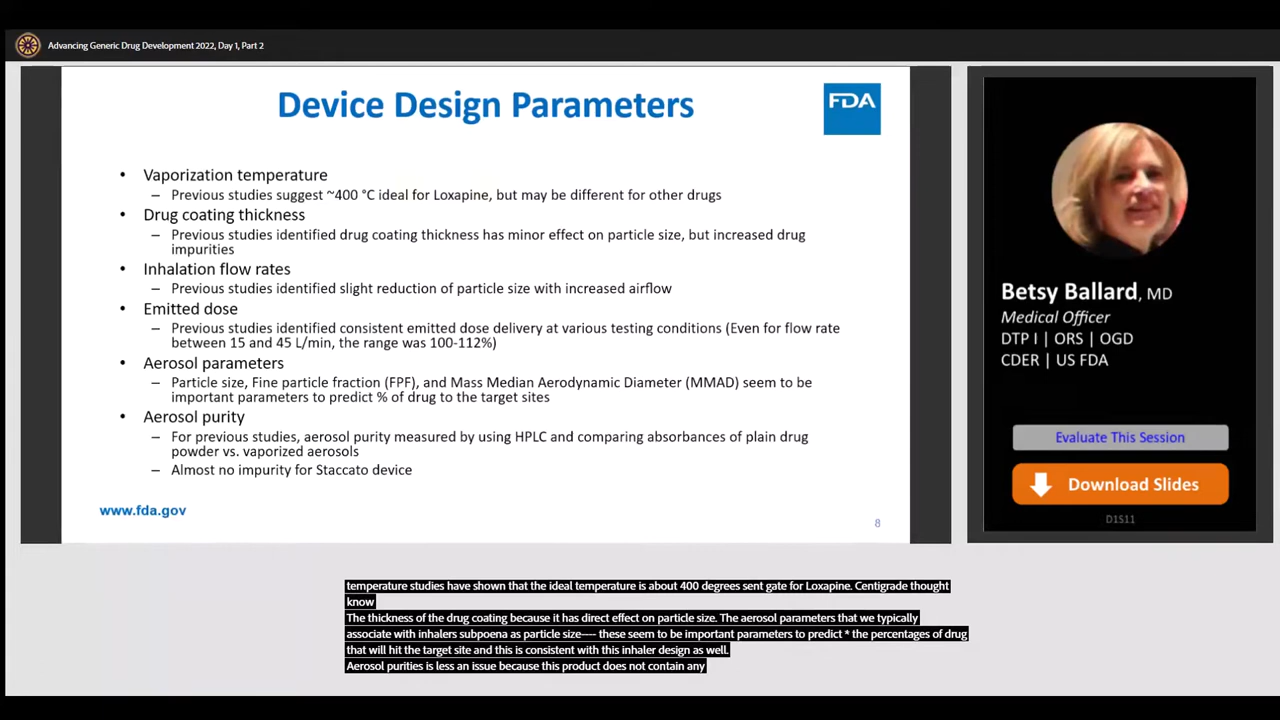 Advancing Generic Drug Development 2022, Day 1, Part 2
Device Design Parameters
FDA
• Vaporization temperature
– Previous studies suggest ~400 °C ideal for Loxapine, but may be different for other drugs
• Drug coating thickness
– Previous studies identified drug coating thickness has minor effect on particle size, but increased drug
impurities
• Inhalation flow rates
– Previous studies identified slight reduction of particle size with increased airflow
• Emitted dose
– Previous studies identified consistent emitted dose delivery at various testing conditions (Even for flow rate
between 15 and 45 L/min, the range was 100-112%)
• Aerosol parameters
– Particle size, Fine particle fraction (FPF), and Mass Median Aerodynamic Diameter (MMAD) seem to be
important parameters to predict % of drug to the target sites
• Aerosol purity
– For previous studies, aerosol purity measured by using HPLC and comparing absorbances of plain drug
powder vs. vaporized aerosols
– Almost no impurity for Staccato device
www.fda.gov
8
Betsy Ballard, MD
Medical Officer
DTP I | ORS | OGD
CDER | US FDA
Evaluate This Session
Download Slides
D1S11
temperature studies have shown that the ideal temperature is about 400 degrees sent gate for Loxapine. Centigrade thought
know
The thickness of the drug coating because it has direct effect on particle size. The aerosol parameters that we typically
associate with inhalers subpoena as particle size---- these seem to be important parameters to predict * the percentages of drug
that will hit the target site and this is consistent with this inhaler design as well.
Aerosol purities is less an issue because this product does not contain any